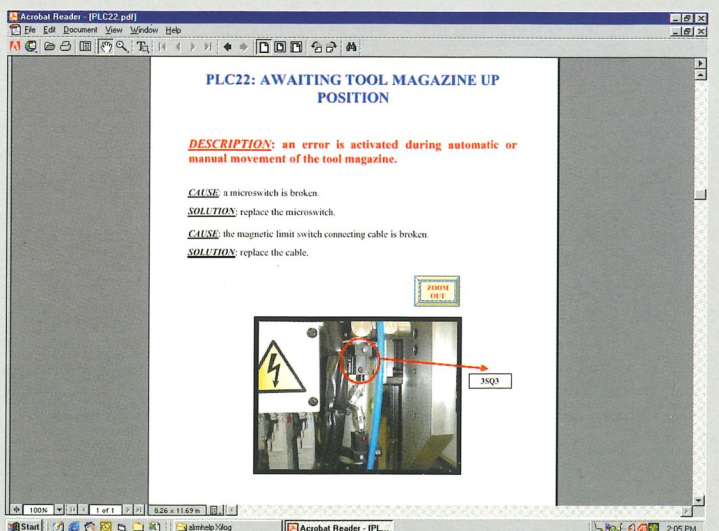 Acrobat Reader - [PLC22.pdf]
File Edit Document View Window Help
PLC22: AWAITING TOOL MAGAZINE UP
POSITION
DESCRIPTION: an error is activated during automatic or
manual movement of the tool magazine.
CAUSE: a microswitch is broken.
SOLUTION: replace the microswitch.
CAUSE: the magnetic limit switch connecting cable is broken.
SOLUTION: replace the cable.
ZOOM
OUT
3SQ3
100% 1 of 1 8.26 x 11.69 in
Start almhelp Xilog Acrobat Reader - [PL... 2:05 PM